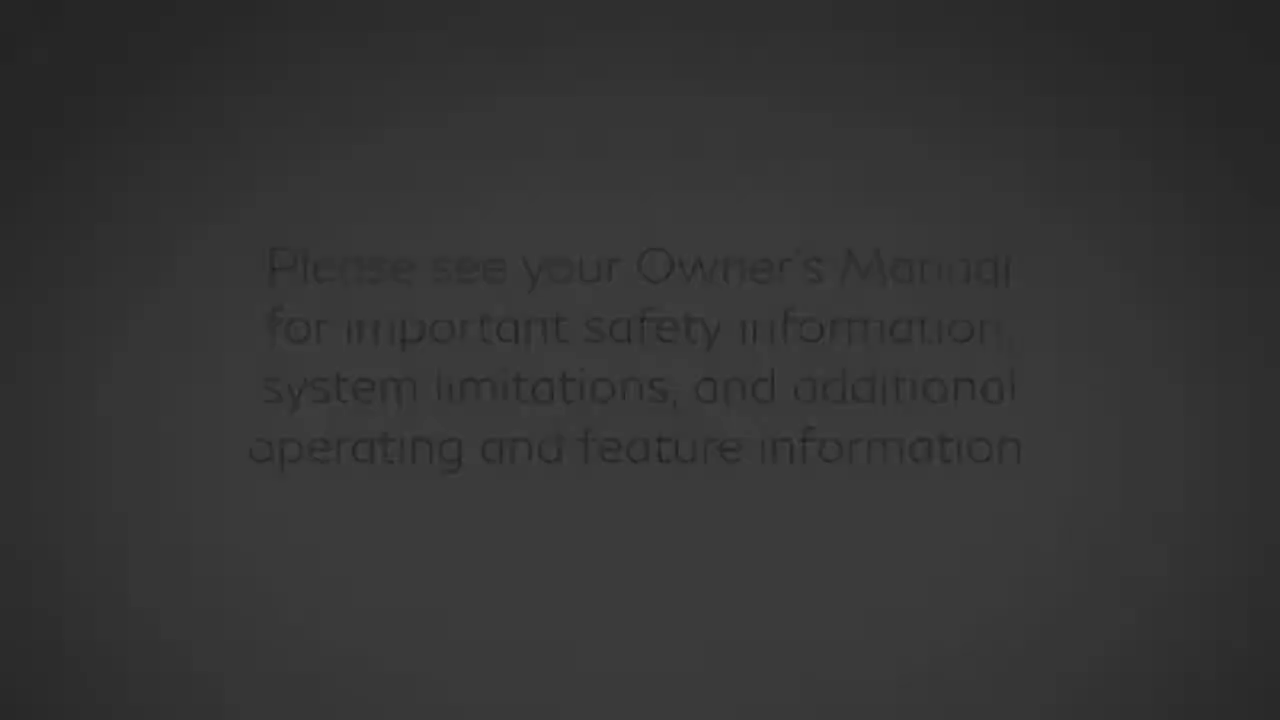 Please see your Owner's Manual
for important safety information,
system limitations, and additional
operating and feature information